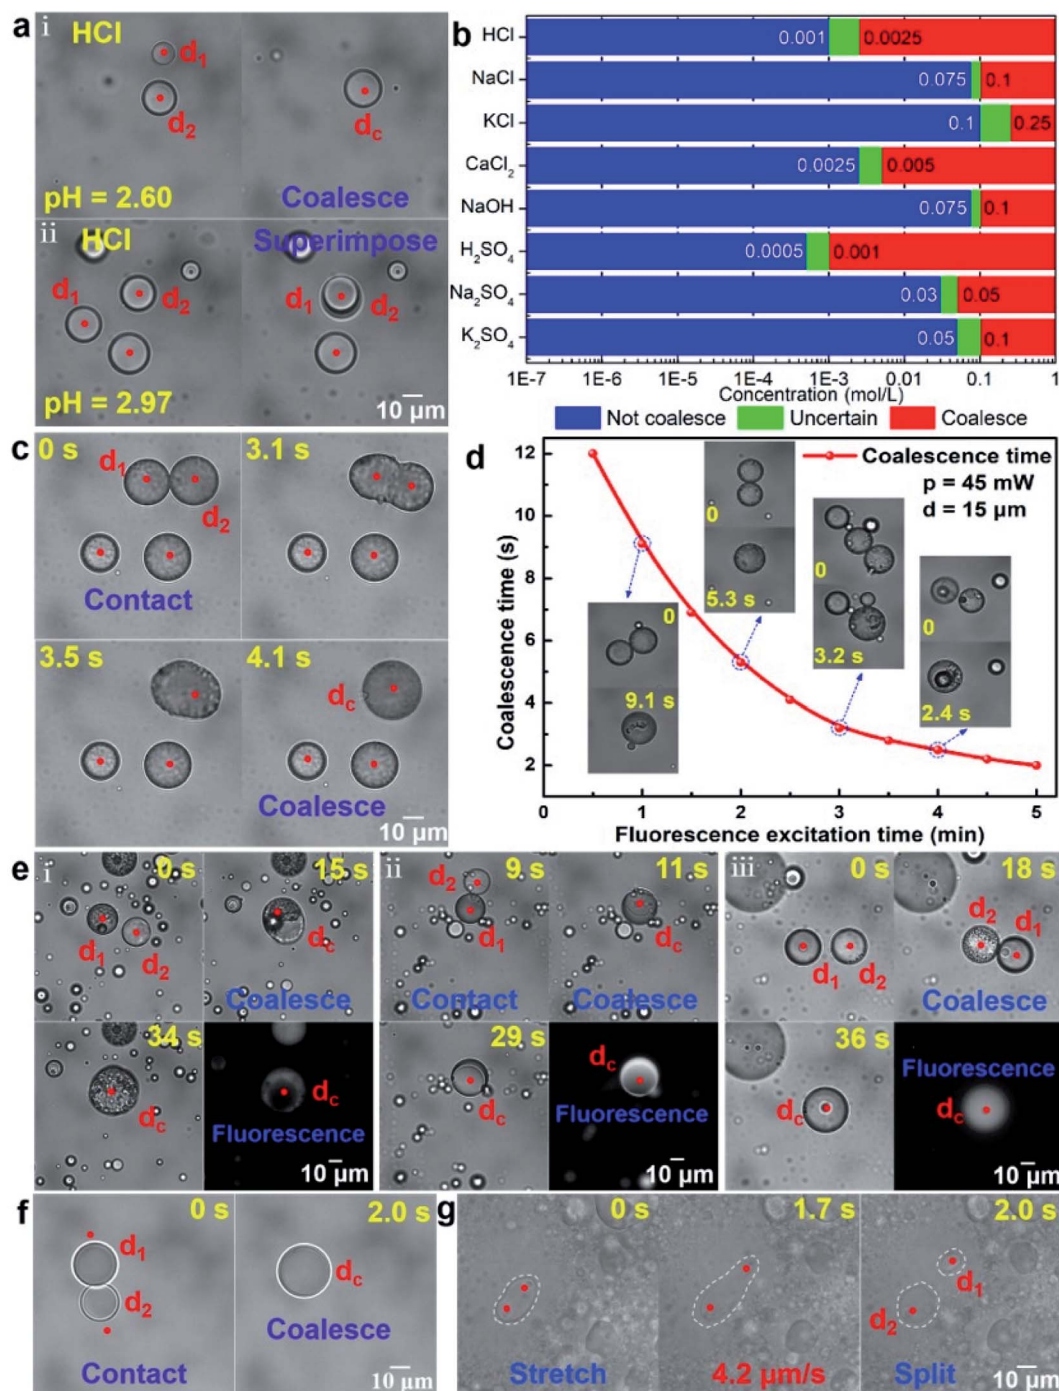 a
i
HCl
d1
d2
pH = 2.60
dc
Coalesce
ii
HCl
d1
d2
pH = 2.97
Superimpose
d1
d2
10 µm
b
HCl
0.001
0.0025
NaCl
0.075
0.1
KCl
0.1
0.25
CaCl2
0.0025
0.005
NaOH
0.075
0.1
H2SO4
0.0005
0.001
Na2SO4
0.03
0.05
K2SO4
0.05
0.1
1E-7 1E-6 1E-5 1E-4 1E-3 0.01 0.1 1
Concentration (mol/L)
Not coalesce
Uncertain
Coalesce
c
0 s
d1
d2
Contact
3.1 s
3.5 s
4.1 s
dc
Coalesce
10 µm
d
Coalescence time
p = 45 mW
d = 15 µm
Coalescence time (s)
12
10
8
6
4
2
0
9.1 s
0
5.3 s
0
3.2 s
0
2.4 s
0 1 2 3 4 5
Fluorescence excitation time (min)
e
i
0 s
d1
d2
15 s
dc
Coalesce
34 s
dc
dc
Fluorescence
10 µm
ii
9 s
d2
d1
Contact
11 s
dc
Coalesce
29 s
dc
dc
Fluorescence
10 µm
iii
0 s
d1
d2
18 s
d2
d1
Coalesce
36 s
dc
Fluorescence
dc
10 µm
f
0 s
d1
d2
Contact
2.0 s
dc
Coalesce
10 µm
g
0 s
Stretch
1.7 s
4.2 µm/s
2.0 s
d1
d2
Split
10 µm